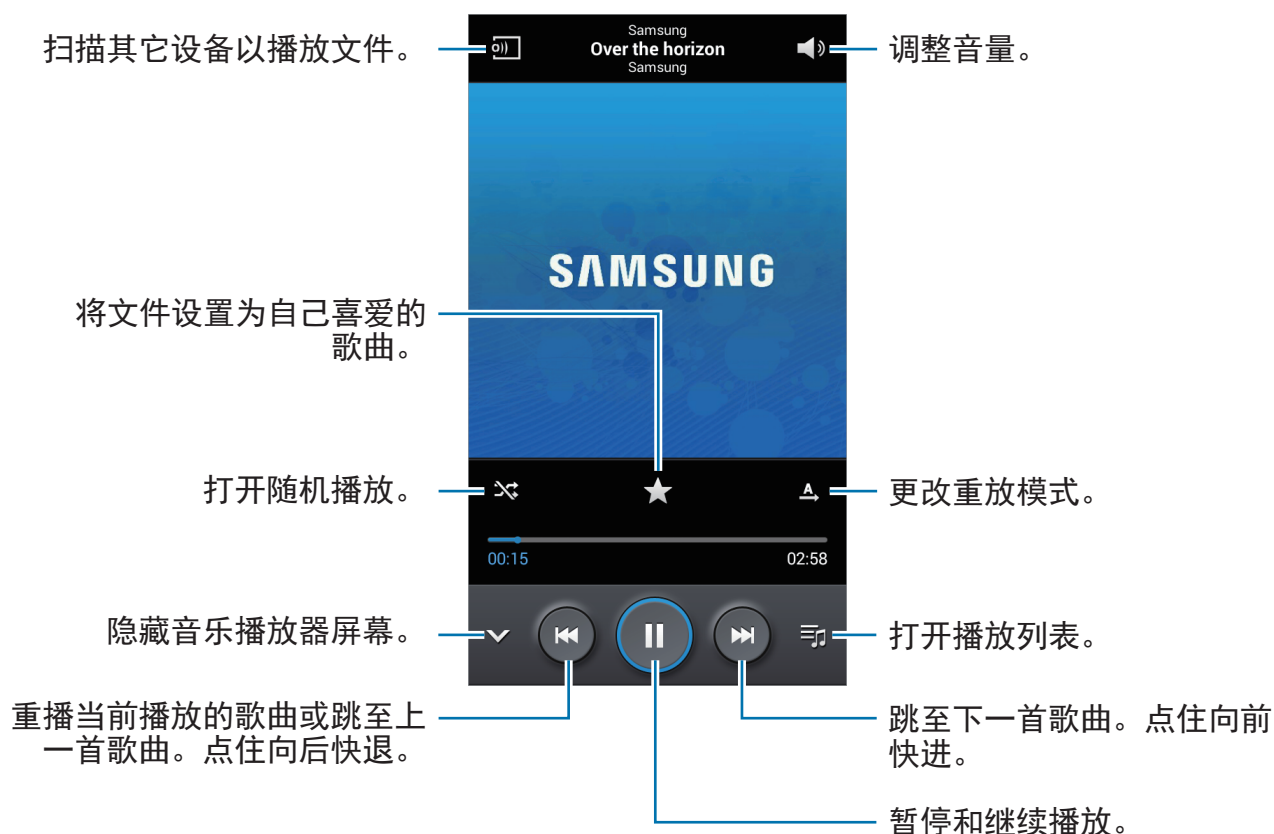 Samsung
扫描其它设备以播放文件。
Over the horizon
调整音量。
Samsung
SAMSUNG
将文件设置为自己喜爱的
歌曲。
打开随机播放。
A
更改重放模式。
00:15
02:58
隐藏音乐播放器屏幕。
打开播放列表。
重播当前播放的歌曲或跳至上
一首歌曲。点住向后快退。
跳至下一首歌曲。点住向前
快进。
暂停和继续播放。